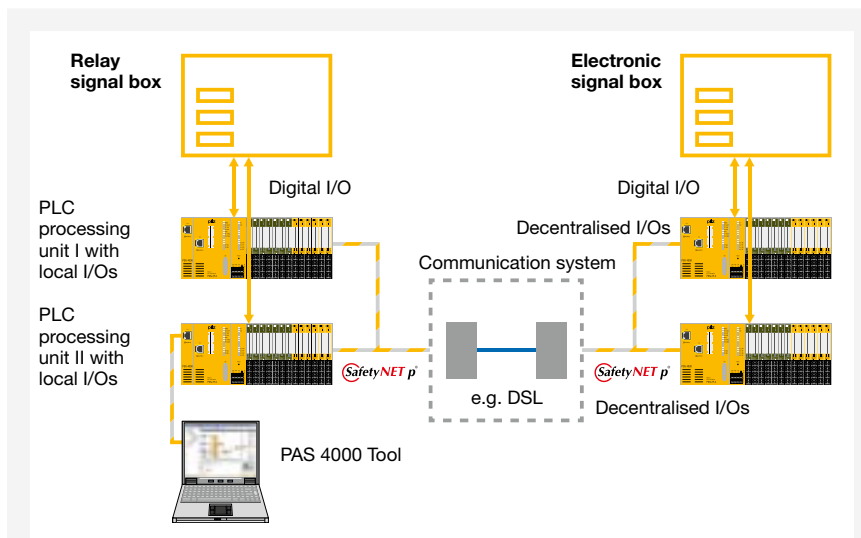 Relay
signal box
Electronic
signal box
Digital I/O
Digital I/O
PLC
processing
unit I with
local I/Os
Decentralised I/Os
Communication system
PLC
processing
unit II with
local I/Os
SafetyNET p
SafetyNET p
e.g. DSL
Decentralised I/Os
PAS 4000 Tool